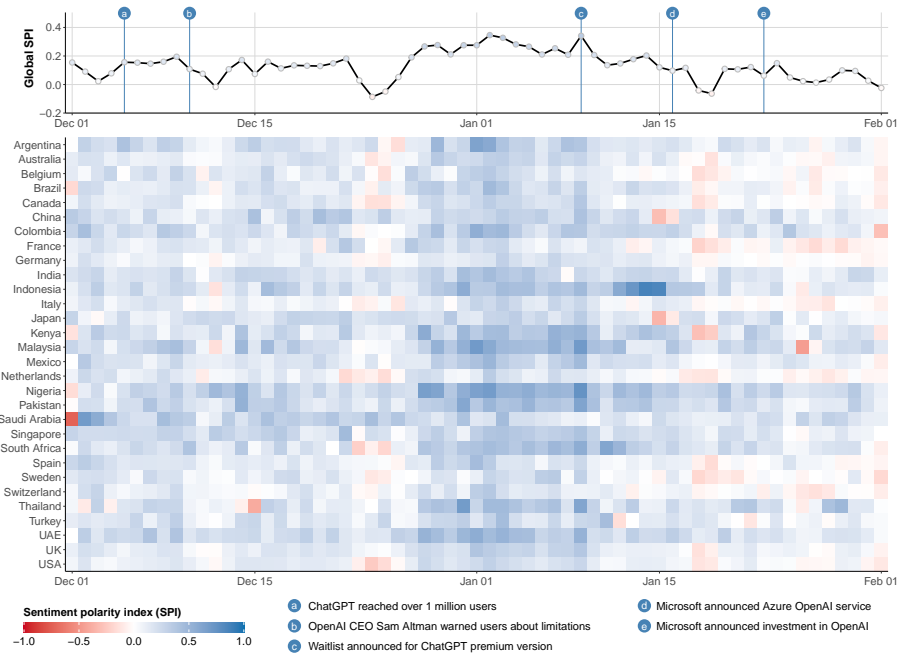 a b c d e
Global SPI
0.4
0.2
0.0
−0.2
Dec 01 Dec 15 Jan 01 Jan 15 Feb 01
Argentina
Australia
Belgium
Brazil
Canada
China
Colombia
France
Germany
India
Indonesia
Italy
Japan
Kenya
Malaysia
Mexico
Netherlands
Nigeria
Pakistan
Saudi Arabia
Singapore
South Africa
Spain
Sweden
Switzerland
Thailand
Turkey
UAE
UK
USA
Dec 01 Dec 15 Jan 01 Jan 15 Feb 01
Sentiment polarity index (SPI)
−1.0 −0.5 0.0 0.5 1.0
a ChatGPT reached over 1 million users
b OpenAI CEO Sam Altman warned users about limitations
c Waitlist announced for ChatGPT premium version
d Microsoft announced Azure OpenAI service
e Microsoft announced investment in OpenAI